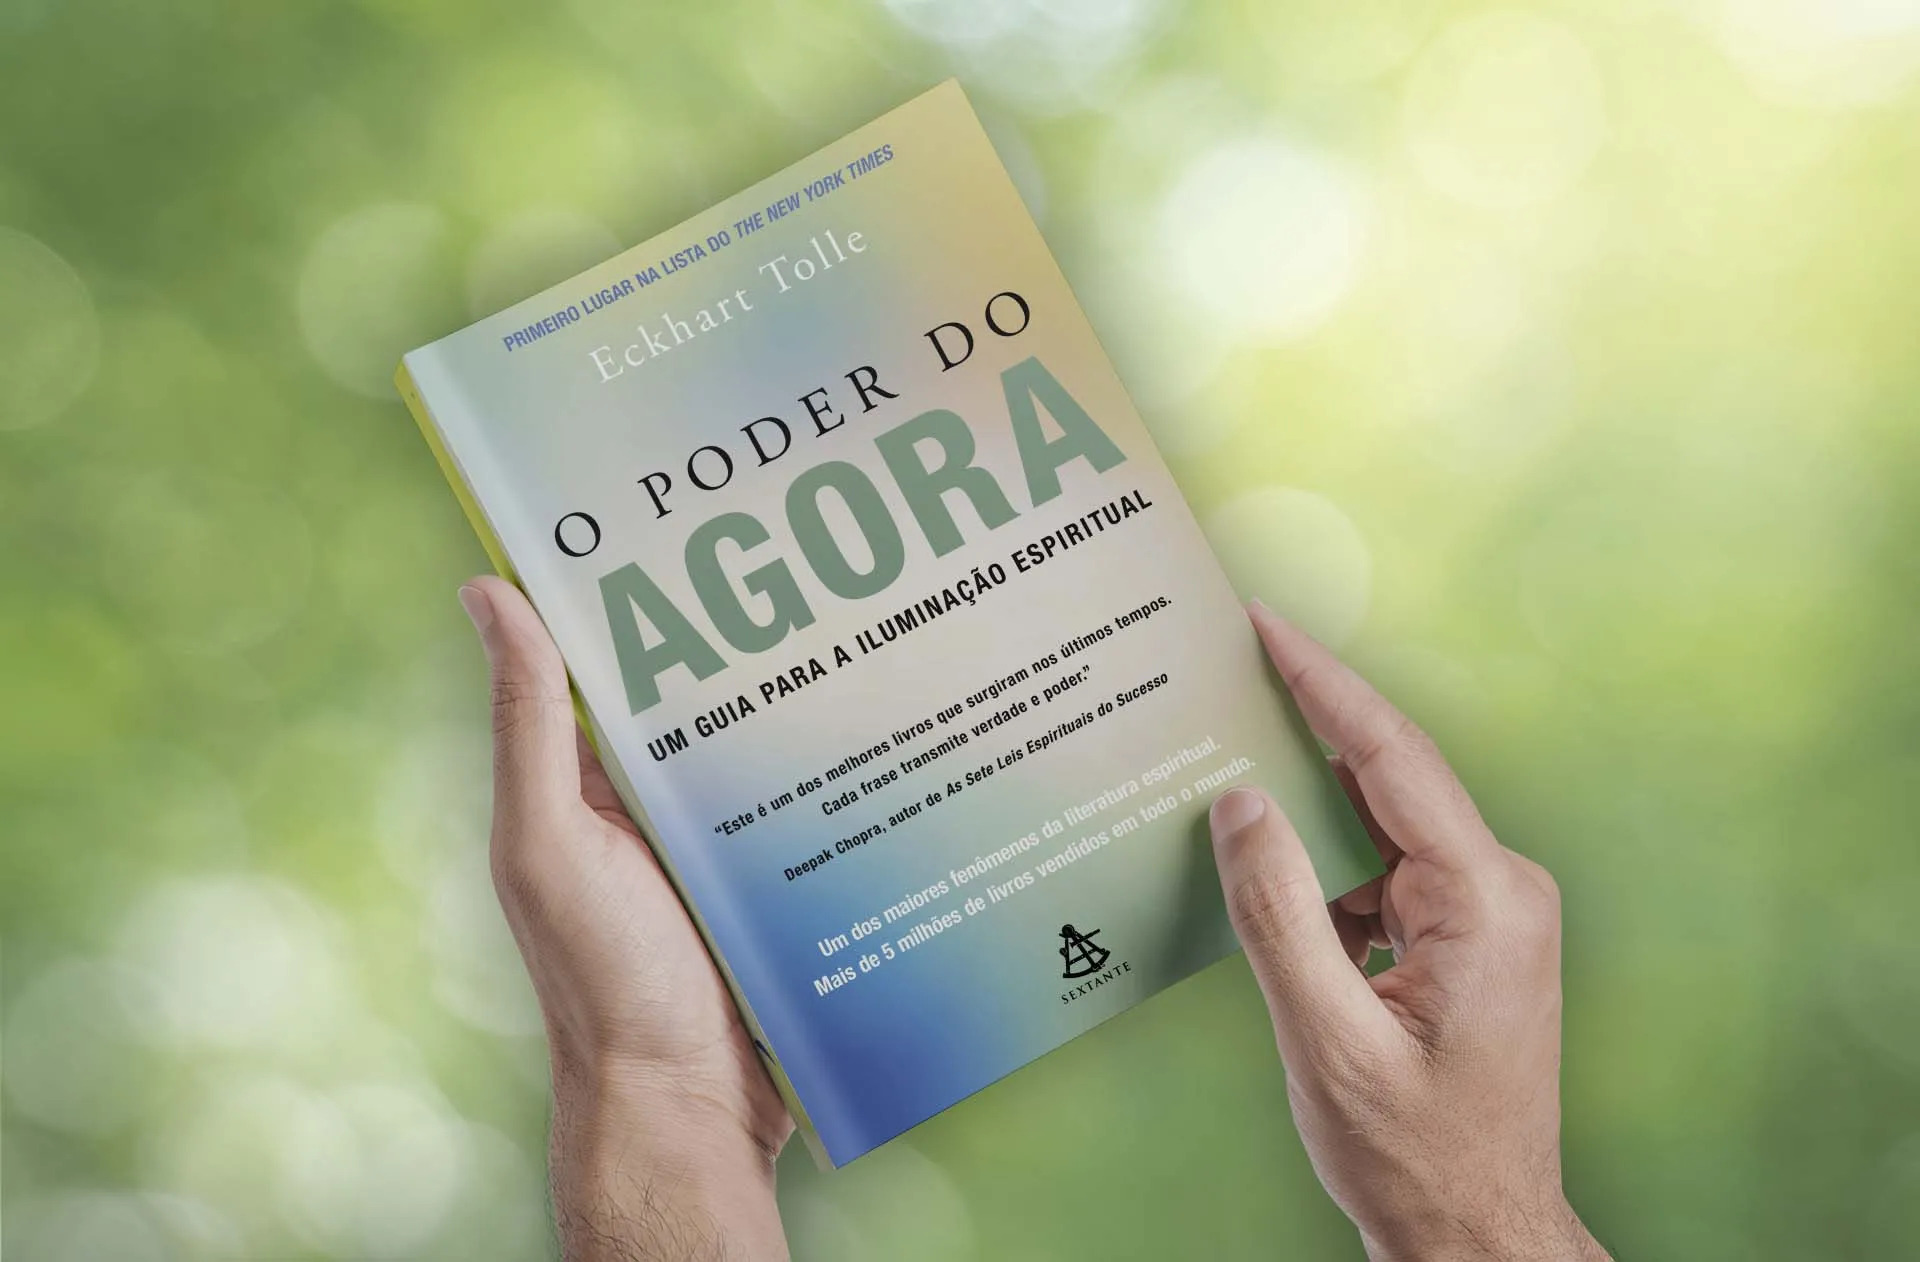 PRIMEIRO LUGAR NA LISTA DO THE NEW YORK TIMES
Eckhart Tolle
O PODER DO
AGORA
UM GUIA PARA A ILUMINAÇÃO ESPIRITUAL
“Este é um dos melhores livros que surgiram nos últimos tempos.
Cada frase transmite verdade e poder.”
Deepak Chopra, autor de As Sete Leis Espirituais do Sucesso
Um dos maiores fenômenos da literatura espiritual.
Mais de 5 milhões de livros vendidos em todo o mundo.
SEXTANTE